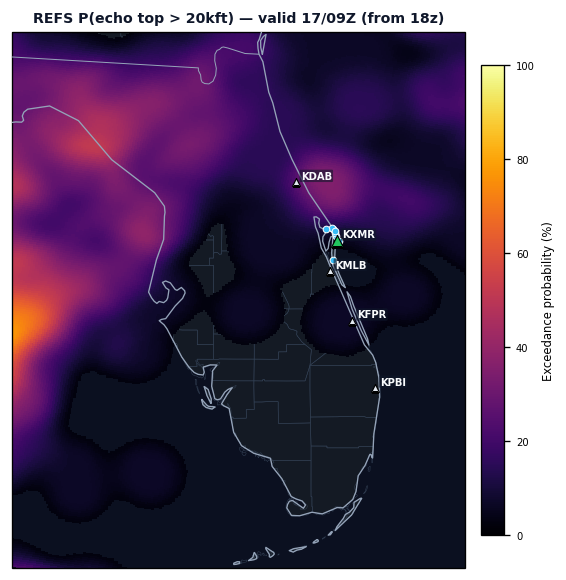 REFS P(echo top > 20kft) — valid 17/09Z (from 18z)
100
80
60
40
20
0
Exceedance probability (%)
KDAB
KXMR
KMLB
KFPR
KPBI